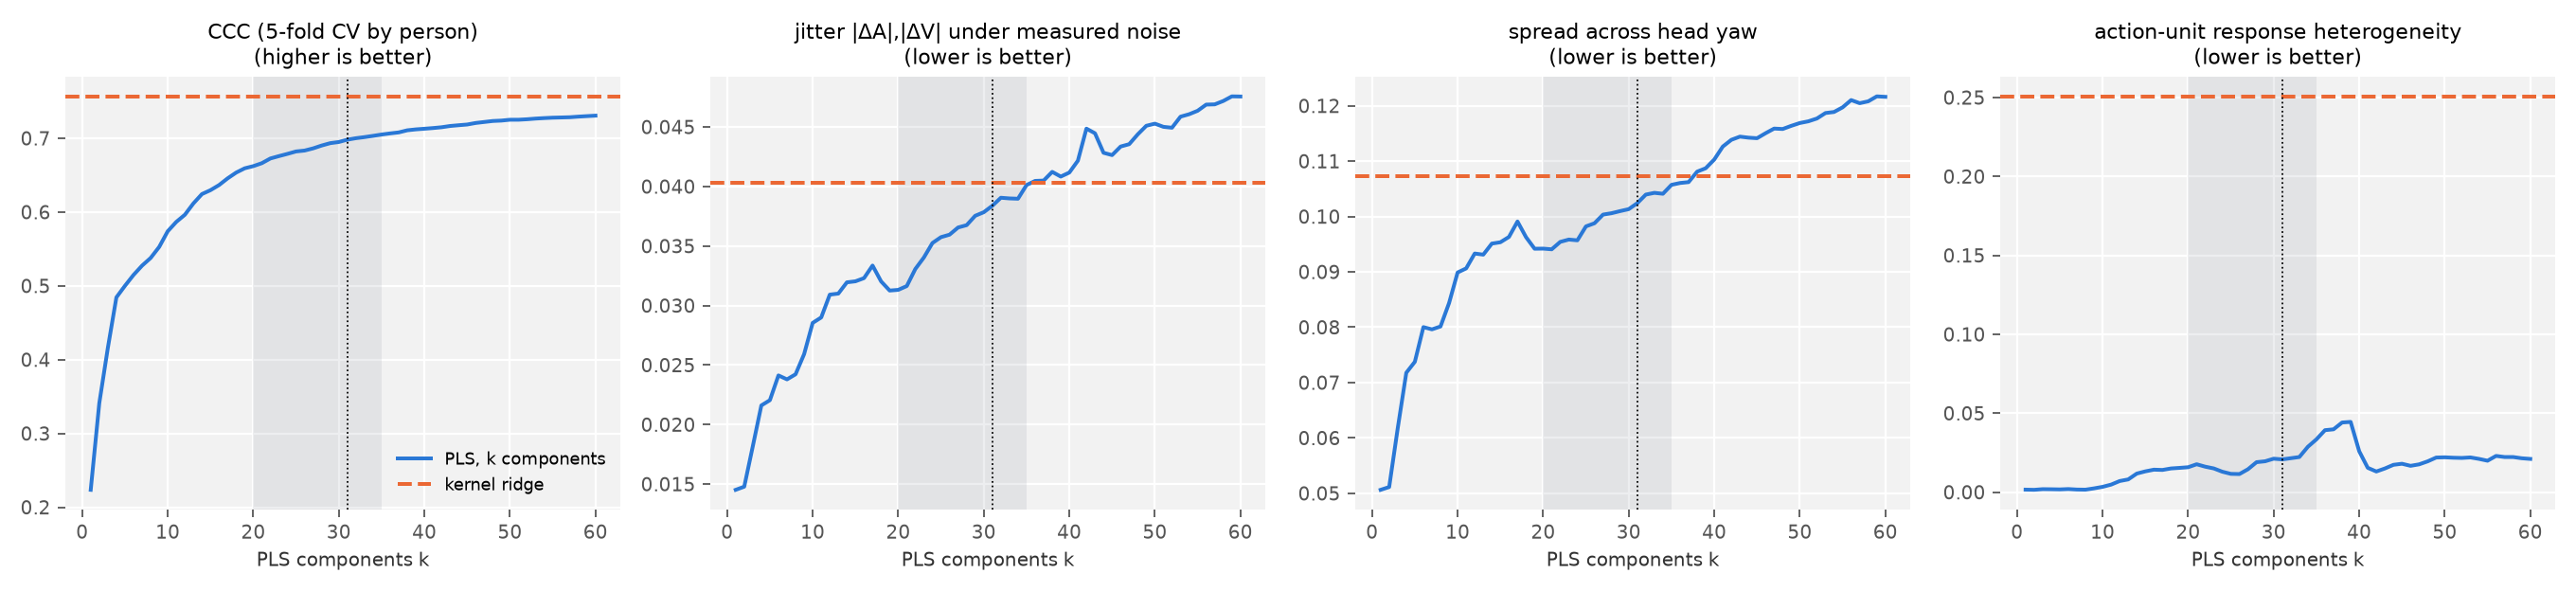 CCC (5-fold CV by person)
(higher is better)
0.7
0.6
0.5
0.4
0.3
0.2
0 10 20 30 40 50 60
PLS components k
PLS, k components
kernel ridge
jitter |ΔA|,|ΔV| under measured noise
(lower is better)
0.045
0.040
0.035
0.030
0.025
0.020
0.015
0 10 20 30 40 50 60
PLS components k
spread across head yaw
(lower is better)
0.12
0.11
0.10
0.09
0.08
0.07
0.06
0.05
0 10 20 30 40 50 60
PLS components k
action-unit response heterogeneity
(lower is better)
0.25
0.20
0.15
0.10
0.05
0.00
0 10 20 30 40 50 60
PLS components k